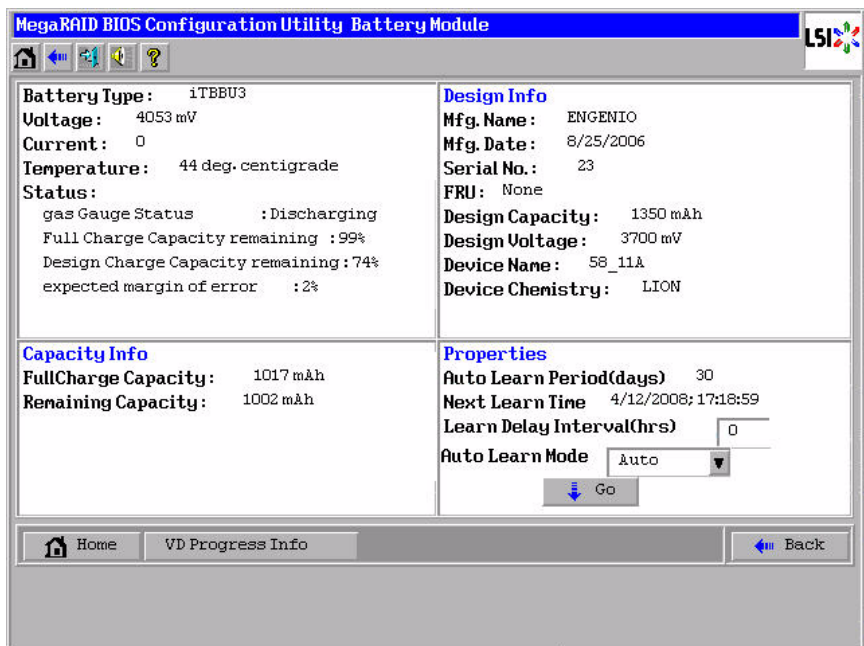 MegaRAID BIOS Configuration Utility Battery Module
LSI
Battery Type: iTBBU3
Voltage: 4053 mV
Current: 0
Temperature: 44 deg. centigrade
Status:
gas Gauge Status :Discharging
Full Charge Capacity remaining :99%
Design Charge Capacity remaining:74%
expected margin of error :2%
Design Info
Mfg. Name: ENGENIO
Mfg. Date: 8/25/2006
Serial No.: 23
FRU: None
Design Capacity: 1350 mAh
Design Voltage: 3700 mV
Device Name: 58_11A
Device Chemistry: LION
Capacity Info
FullCharge Capacity: 1017 mAh
Remaining Capacity: 1002 mAh
Properties
Auto Learn Period(days) 30
Next Learn Time 4/12/2008; 17:18:59
Learn Delay Interval(hrs) 0
Auto Learn Mode Auto
Go
Home VD Progress Info Back